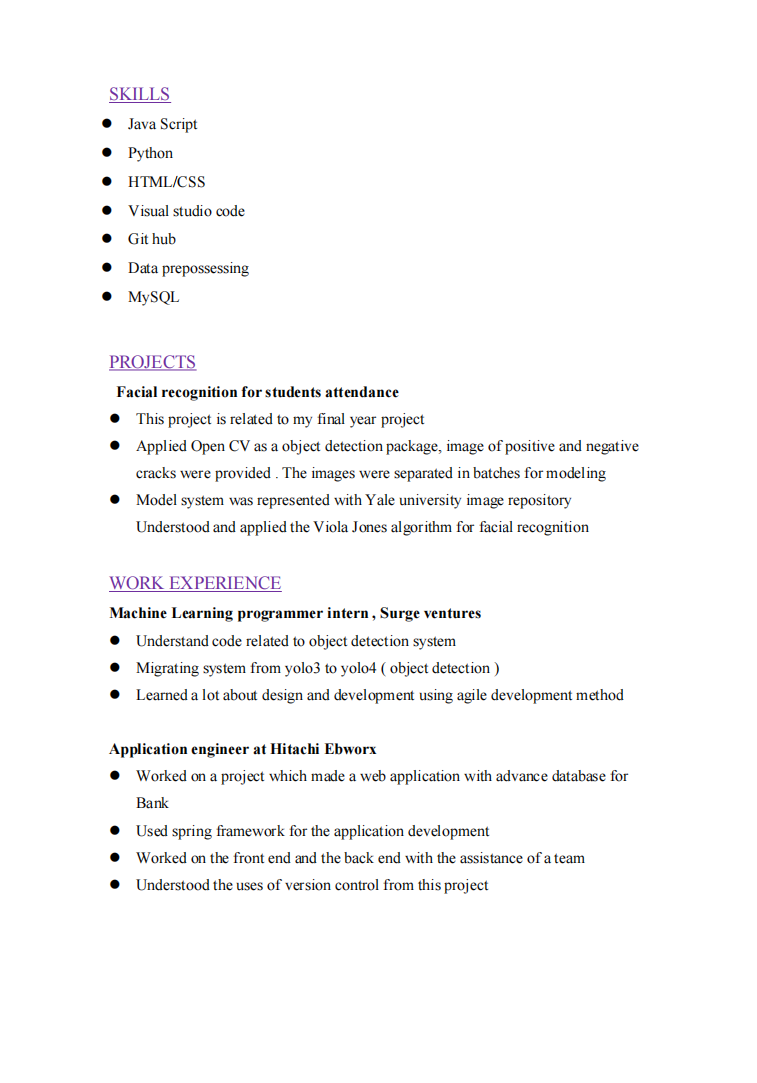 SKILLS
● Java Script
● Python
● HTML/CSS
● Visual studio code
● Git hub
● Data prepossessing
● MySQL
PROJECTS
Facial recognition for students attendance
● This project is related to my final year project
● Applied Open CV as a object detection package, image of positive and negative
cracks were provided . The images were separated in batches for modeling
● Model system was represented with Yale university image repository
Understood and applied the Viola Jones algorithm for facial recognition
WORK EXPERIENCE
Machine Learning programmer intern , Surge ventures
● Understand code related to object detection system
● Migrating system from yolo3 to yolo4 ( object detection )
● Learned a lot about design and development using agile development method
Application engineer at Hitachi Ebworx
● Worked on a project which made a web application with advance database for
Bank
● Used spring framework for the application development
● Worked on the front end and the back end with the assistance of a team
● Understood the uses of version control from this project